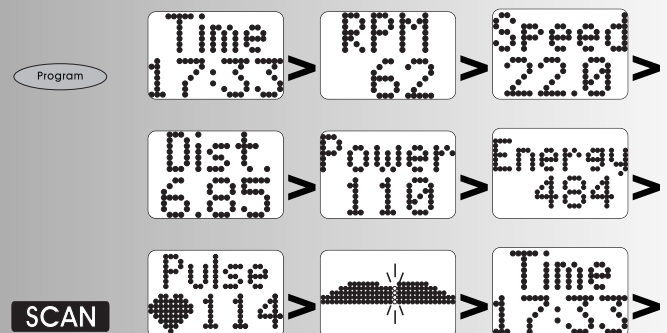 Time > RPM > Speed >
Program
17:33 62 22.0
Dist. > Power > Energy >
6.85 110 484
Pulse > > Time >
SCAN
114 17:33